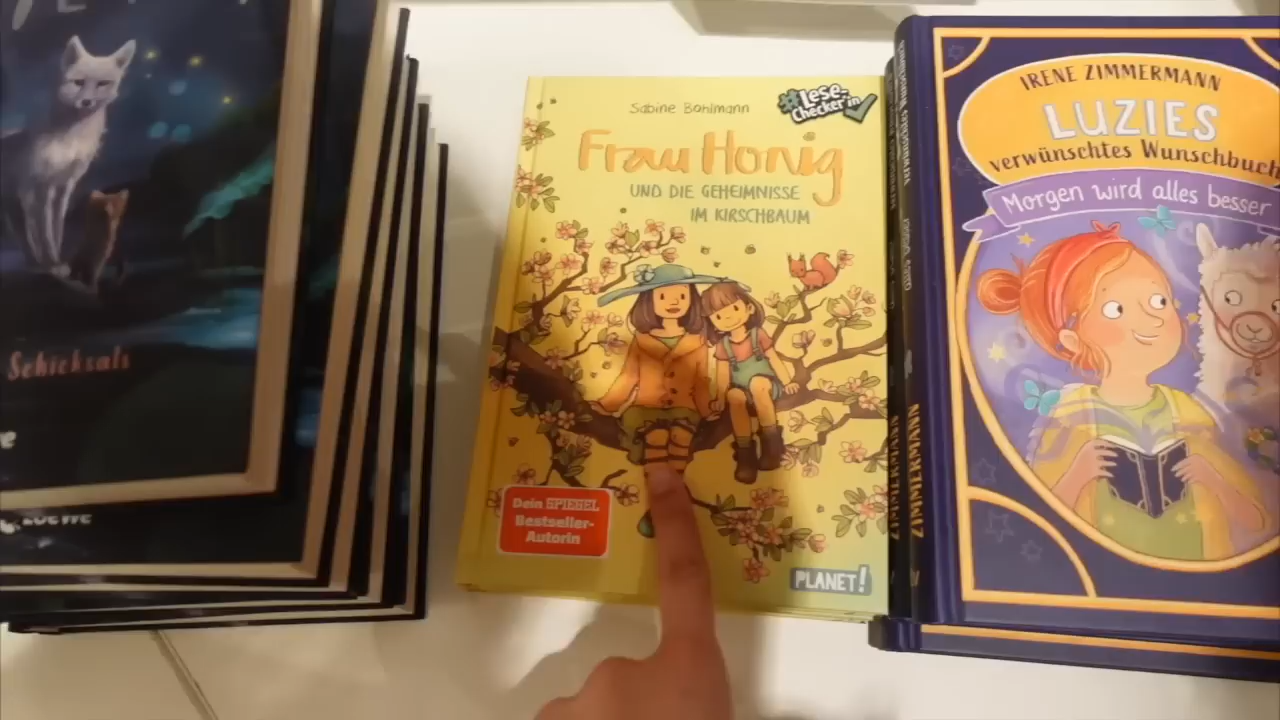 Schicksals
LOEWE
Sabine Bohlmann
#Lese-
Checker*in
Frau Honig
UND DIE GEHEIMNISSE
IM KIRSCHBAUM
Dein SPIEGEL
Bestseller-
Autorin
PLANET!
ZIMMERMANN
ZIMMERMANN
IRENE ZIMMERMANN
LUZIES
verwünschtes Wunschbuch
Morgen wird alles besser